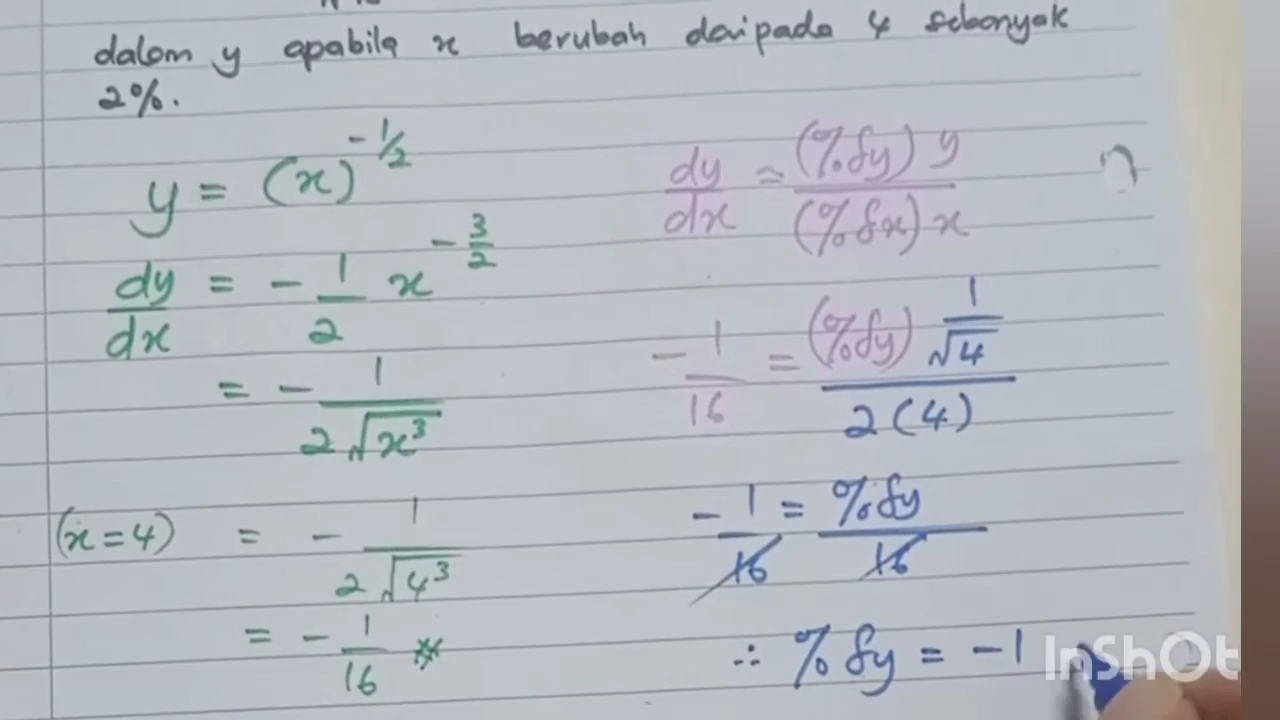 dalam y apabila x berubah daripada 4 sebanyak
2%.
y = (x)^{-1/2}
dy/dx = -1/2 x^{-3/2}
= -1/(2√x³)
(x=4) = -1/(2√4³)
= -1/16 *
dy/dx ≈ (%δy) y/(%δx) x
-1/16 = (%δy) 1/√4/2(4)
-1/16 = %δy/16
∴ %δy = -1
InShOt